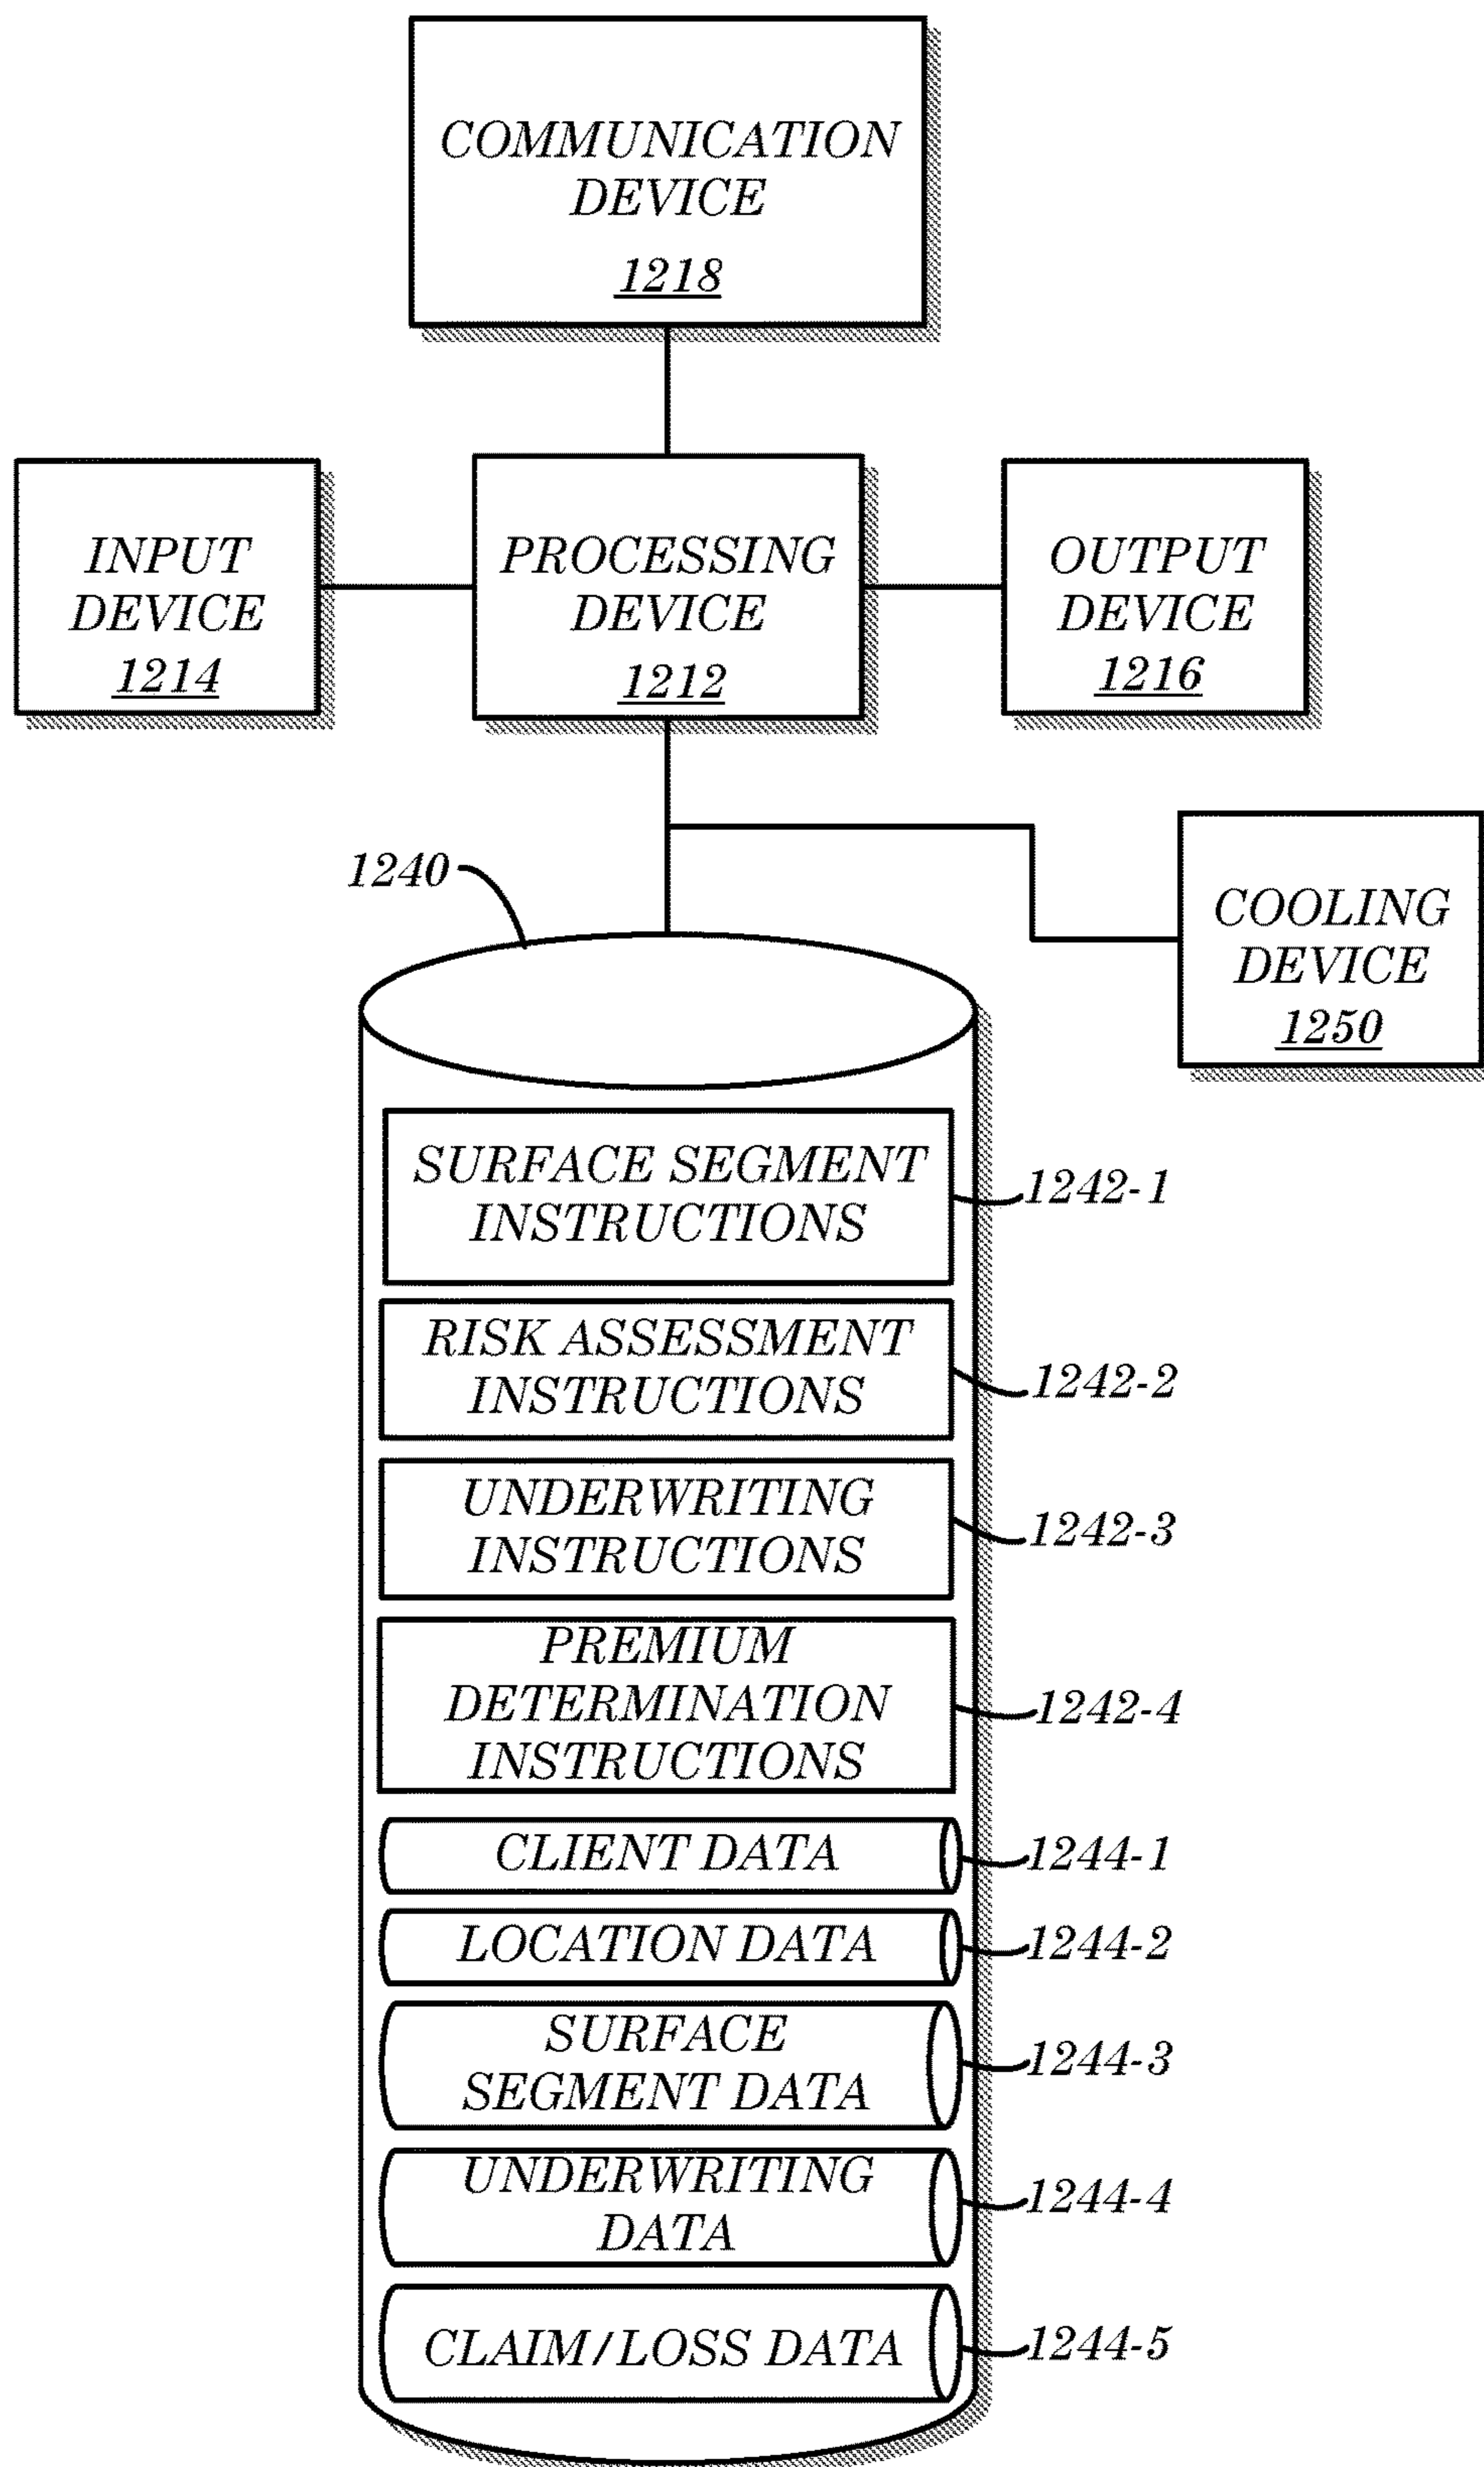 COMMUNICATION
DEVICE
1218
INPUT
DEVICE
1214
PROCESSING
DEVICE
1212
OUTPUT
DEVICE
1216
1240
COOLING
DEVICE
1250
SURFACE SEGMENT
INSTRUCTIONS
1242-1
RISK ASSESSMENT
INSTRUCTIONS
1242-2
UNDERWRITING
INSTRUCTIONS
1242-3
PREMIUM
DETERMINATION
INSTRUCTIONS
1242-4
CLIENT DATA
1244-1
LOCATION DATA
1244-2
SURFACE
SEGMENT DATA
1244-3
UNDERWRITING
DATA
1244-4
CLAIM/LOSS DATA
1244-5